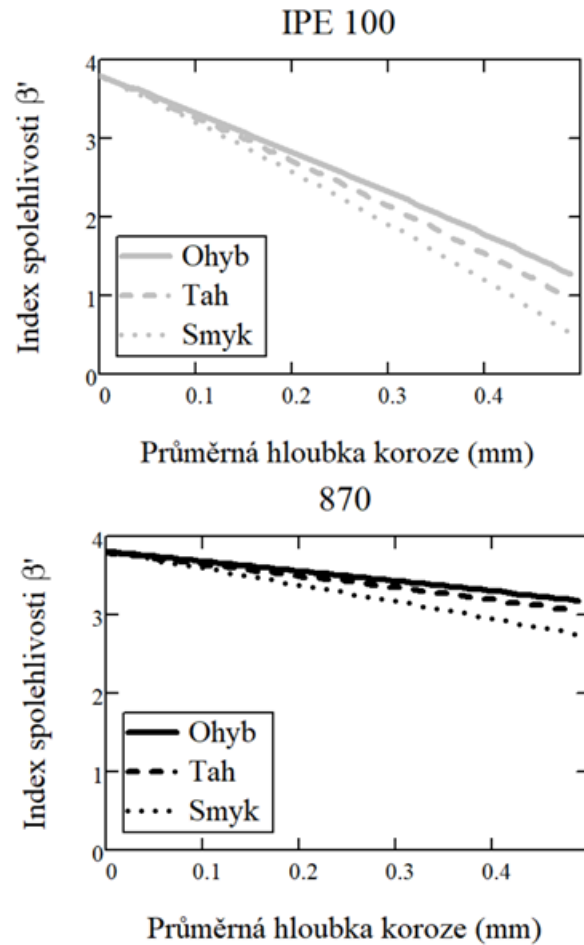 IPE 100
Index spolehlivosti β'
4
3
2
1
0
Ohyb
Tah
Smyk
0 0.1 0.2 0.3 0.4
Průměrná hloubka koroze (mm)
870
Index spolehlivosti β'
4
3
2
1
0
Ohyb
Tah
Smyk
0 0.1 0.2 0.3 0.4
Průměrná hloubka koroze (mm)